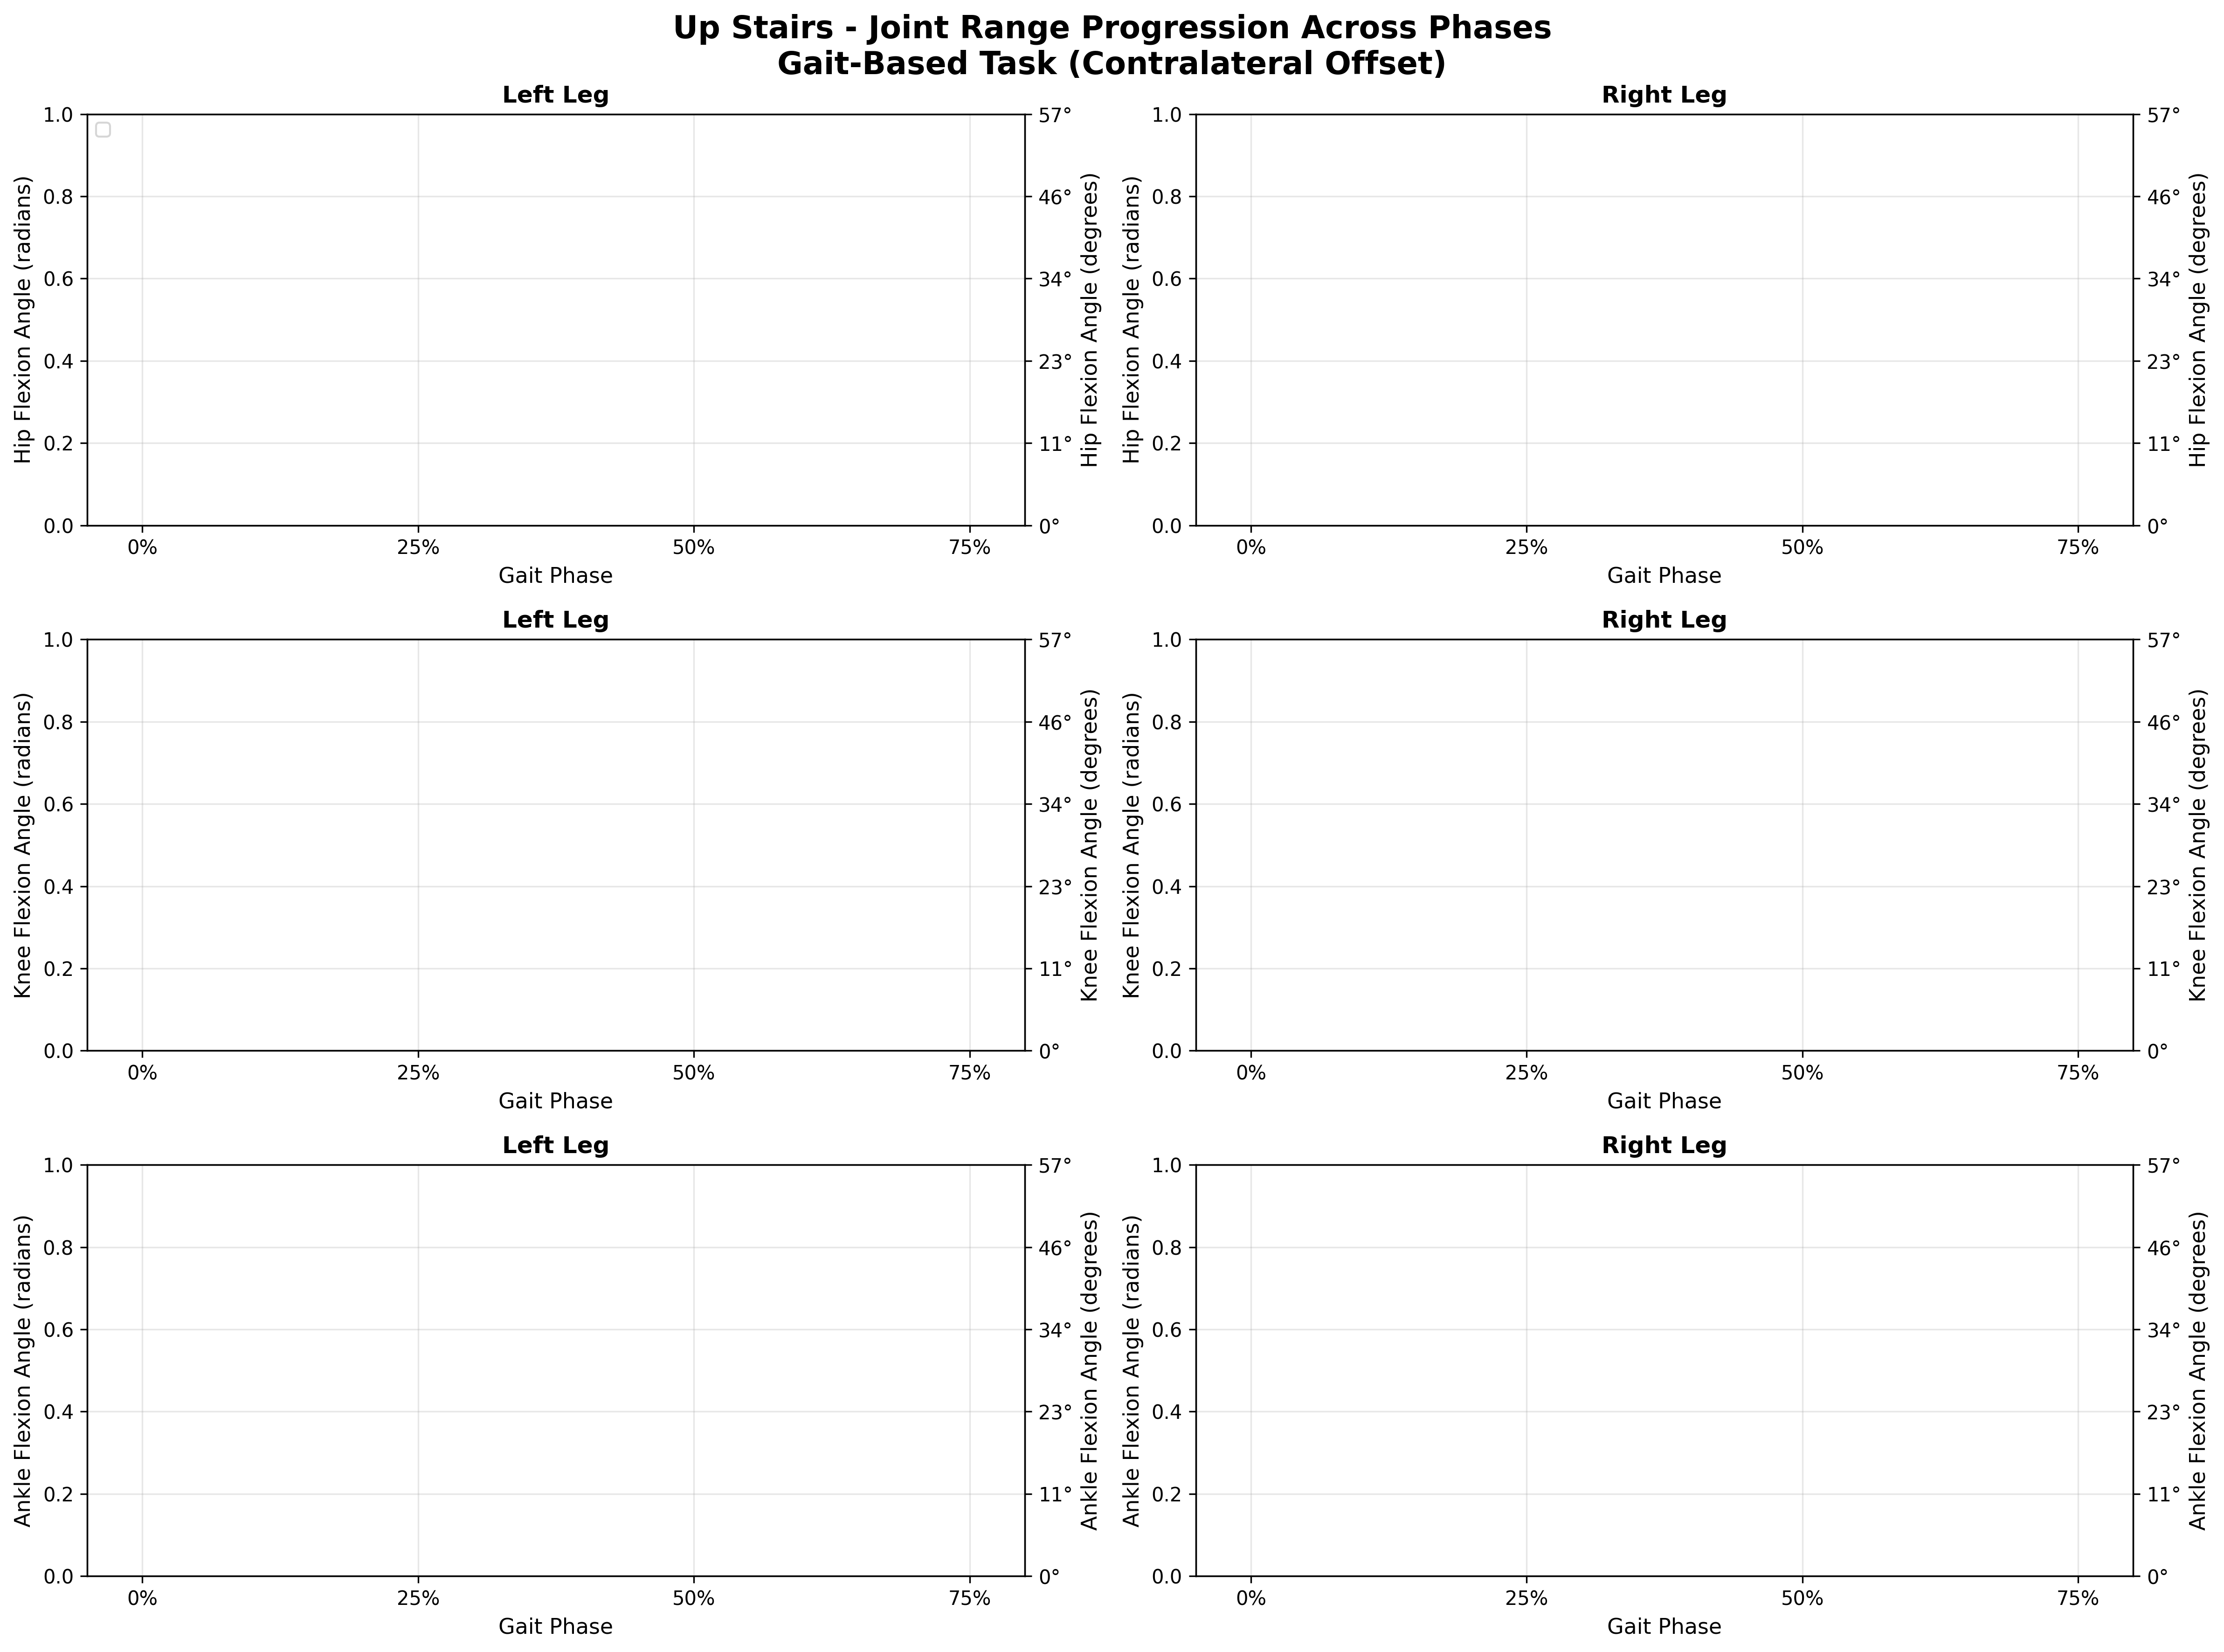 Up Stairs - Joint Range Progression Across Phases
Gait-Based Task (Contralateral Offset)
Left Leg
Hip Flexion Angle (radians)
1.0
0.8
0.6
0.4
0.2
0.0
57°
46°
34°
23°
11°
0°
Hip Flexion Angle (degrees)
0% 25% 50% 75%
Gait Phase
Right Leg
Hip Flexion Angle (radians)
1.0
0.8
0.6
0.4
0.2
0.0
57°
46°
34°
23°
11°
0°
Hip Flexion Angle (degrees)
0% 25% 50% 75%
Gait Phase
Left Leg
Knee Flexion Angle (radians)
1.0
0.8
0.6
0.4
0.2
0.0
57°
46°
34°
23°
11°
0°
Knee Flexion Angle (degrees)
0% 25% 50% 75%
Gait Phase
Right Leg
Knee Flexion Angle (radians)
1.0
0.8
0.6
0.4
0.2
0.0
57°
46°
34°
23°
11°
0°
Knee Flexion Angle (degrees)
0% 25% 50% 75%
Gait Phase
Left Leg
Ankle Flexion Angle (radians)
1.0
0.8
0.6
0.4
0.2
0.0
57°
46°
34°
23°
11°
0°
Ankle Flexion Angle (degrees)
0% 25% 50% 75%
Gait Phase
Right Leg
Ankle Flexion Angle (radians)
1.0
0.8
0.6
0.4
0.2
0.0
57°
46°
34°
23°
11°
0°
Ankle Flexion Angle (degrees)
0% 25% 50% 75%
Gait Phase